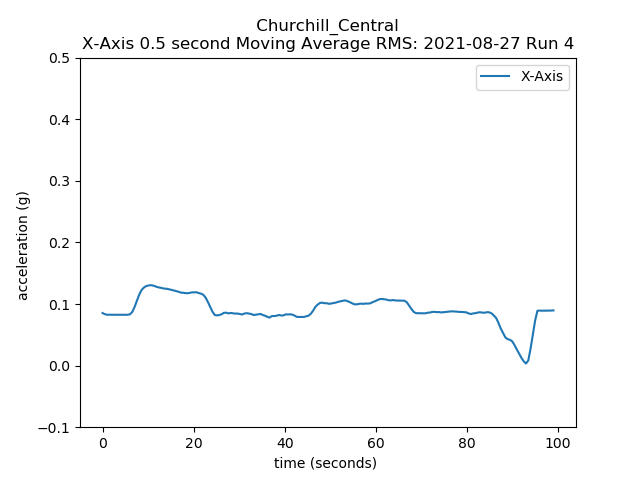 Churchill_Central
X-Axis 0.5 second Moving Average RMS: 2021-08-27 Run 4
X-Axis
acceleration (g)
0.5
0.4
0.3
0.2
0.1
0.0
−0.1
0 20 40 60 80 100
time (seconds)